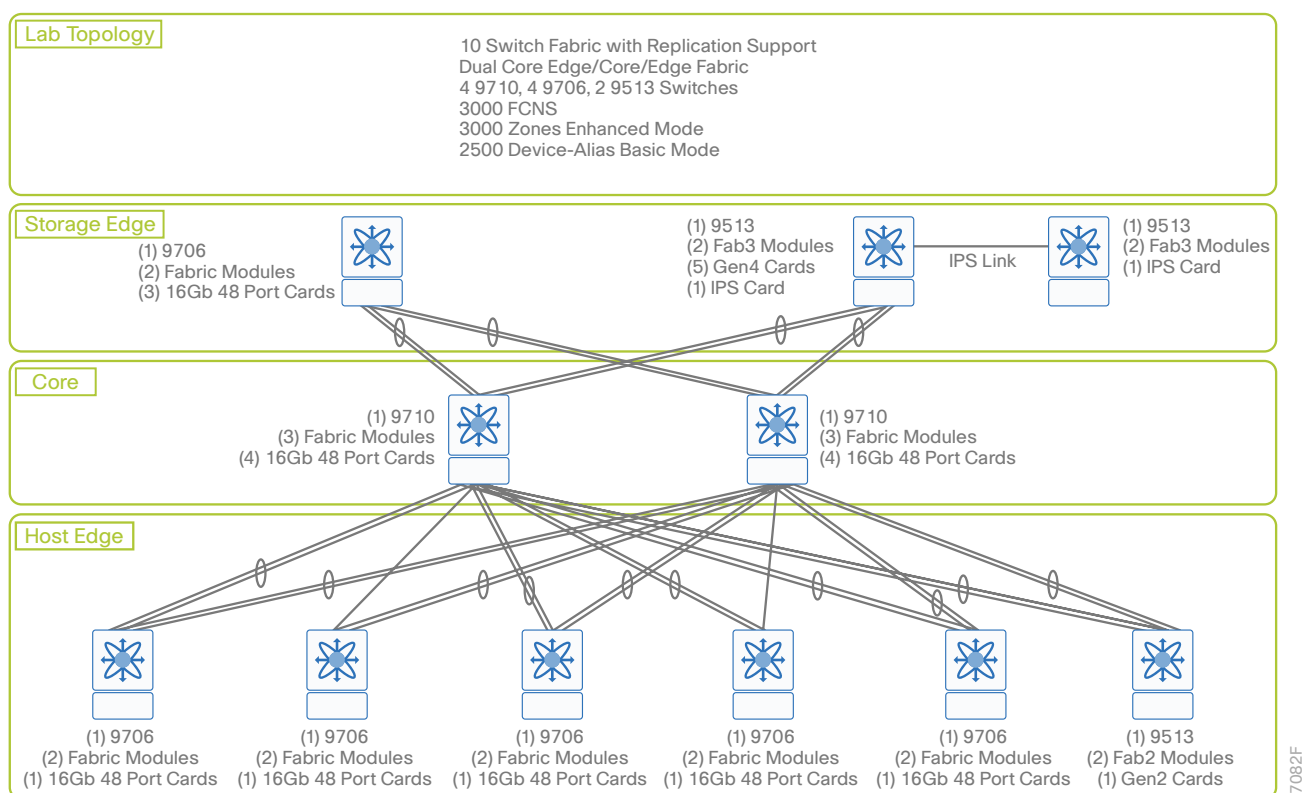 Lab Topology
10 Switch Fabric with Replication Support
Dual Core Edge/Core/Edge Fabric
4 9710, 4 9706, 2 9513 Switches
3000 FCNS
3000 Zones Enhanced Mode
2500 Device-Alias Basic Mode
Storage Edge
(1) 9706
(2) Fabric Modules
(3) 16Gb 48 Port Cards
(1) 9513
(2) Fab3 Modules
(5) Gen4 Cards
(1) IPS Card
IPS Link
(1) 9513
(2) Fab3 Modules
(1) IPS Card
Core
(1) 9710
(3) Fabric Modules
(4) 16Gb 48 Port Cards
(1) 9710
(3) Fabric Modules
(4) 16Gb 48 Port Cards
Host Edge
(1) 9706
(2) Fabric Modules
(1) 16Gb 48 Port Cards
(1) 9706
(2) Fabric Modules
(1) 16Gb 48 Port Cards
(1) 9706
(2) Fabric Modules
(1) 16Gb 48 Port Cards
(1) 9706
(2) Fabric Modules
(1) 16Gb 48 Port Cards
(1) 9706
(2) Fabric Modules
(1) 16Gb 48 Port Cards
(1) 9513
(2) Fab2 Modules
(1) Gen2 Cards
7082F